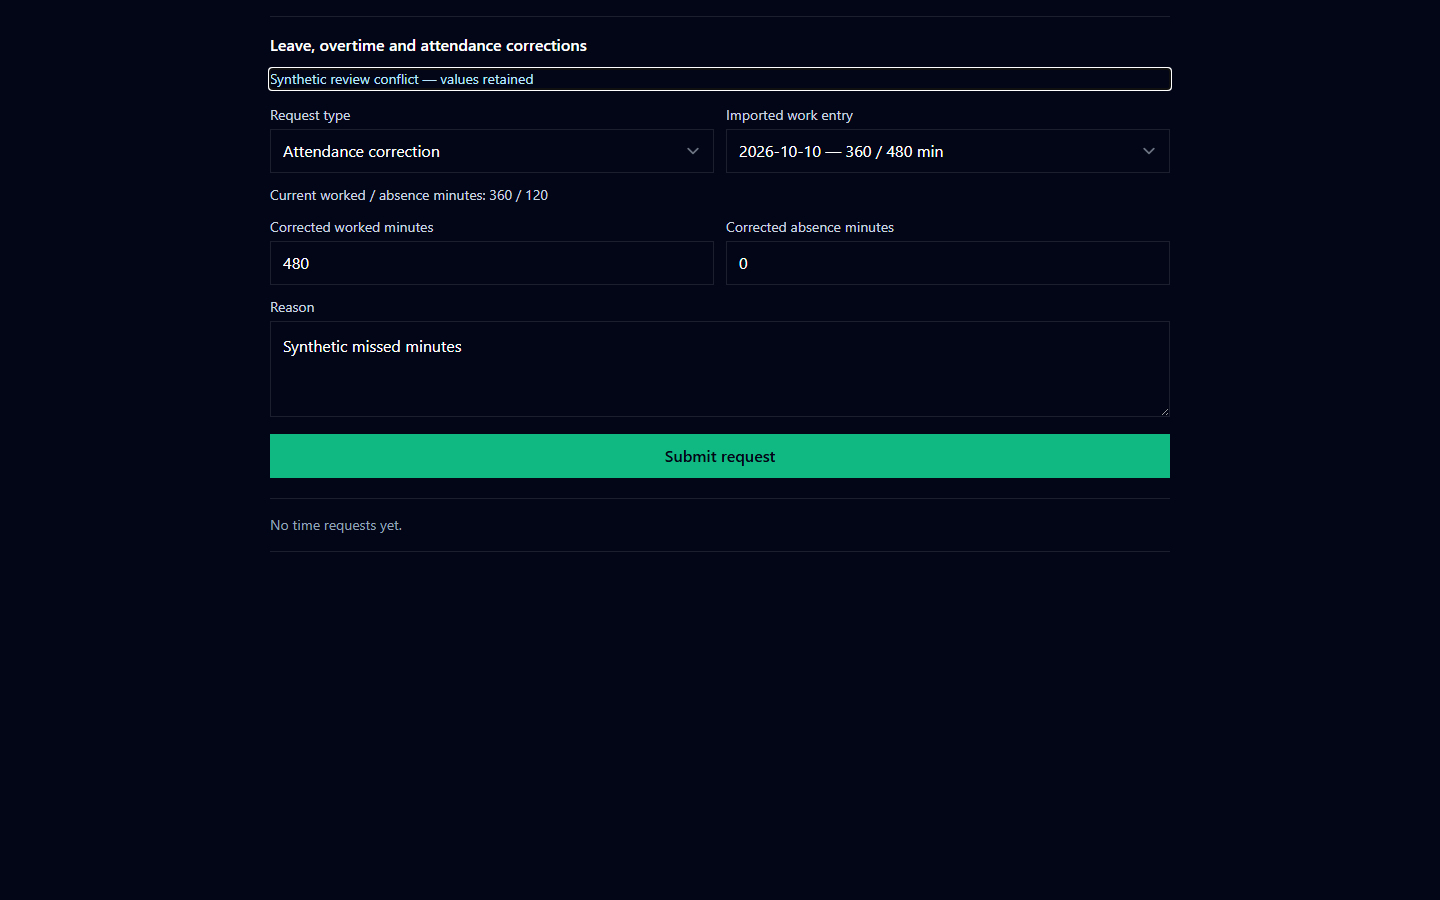 Leave, overtime and attendance corrections
Synthetic review conflict — values retained
Request type
Imported work entry
Attendance correction
2026-10-10 — 360 / 480 min
Current worked / absence minutes: 360 / 120
Corrected worked minutes
Corrected absence minutes
480
0
Reason
Synthetic missed minutes
Submit request
No time requests yet.